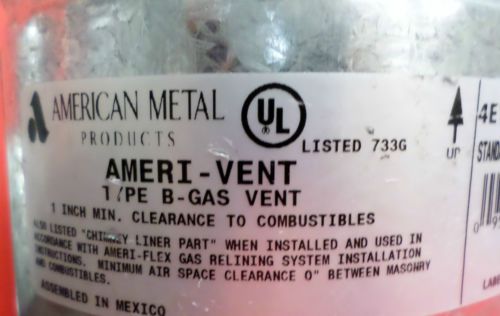 AMERICAN METAL
PRODUCTS
UL
LISTED 733G
UP
AMERI-VENT
TYPE B-GAS VENT
1 INCH MIN. CLEARANCE TO COMBUSTIBLES
ALSO LISTED "CHIMNEY LINER PART" WHEN INSTALLED AND USED IN
ACCORDANCE WITH AMERI-FLEX GAS RELINING SYSTEM INSTALLATION
INSTRUCTIONS. MINIMUM AIR SPACE CLEARANCE 0" BETWEEN MASONRY
AND COMBUSTIBLES.
ASSEMBLED IN MEXICO
4E